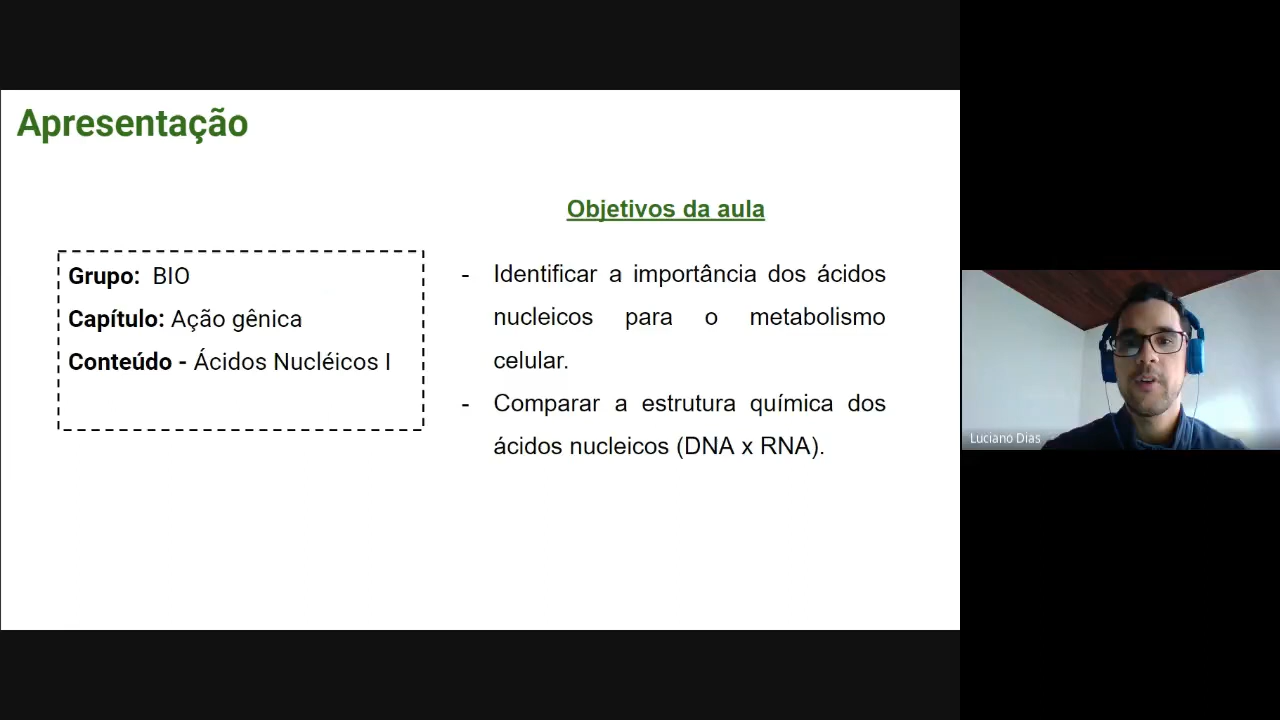 Apresentação
Objetivos da aula
Grupo: BIO
Capítulo: Ação gênica
Conteúdo - Ácidos Nucléicos I
- Identificar a importância dos ácidos
nucleicos para o metabolismo
celular.
- Comparar a estrutura química dos
ácidos nucleicos (DNA x RNA).
Luciano Dias